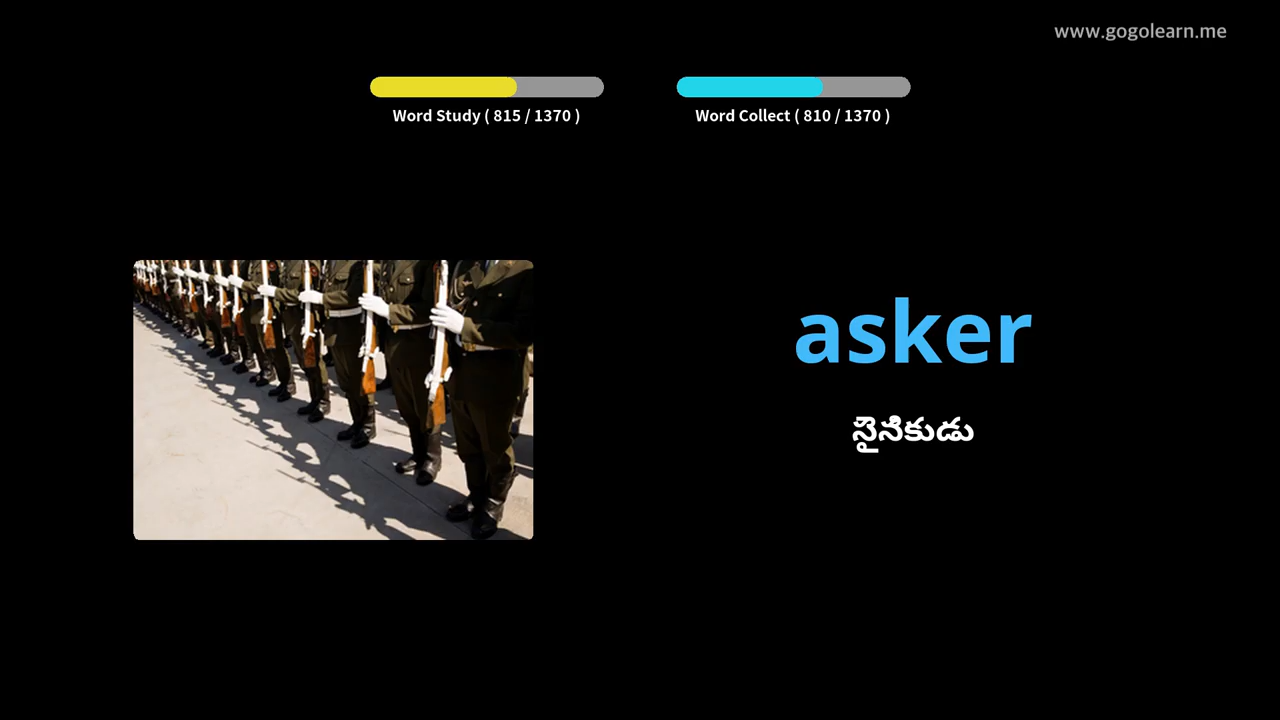 www.gogolearn.me
Word Study ( 815 / 1370 )
Word Collect ( 810 / 1370 )
asker
సైనికుడు